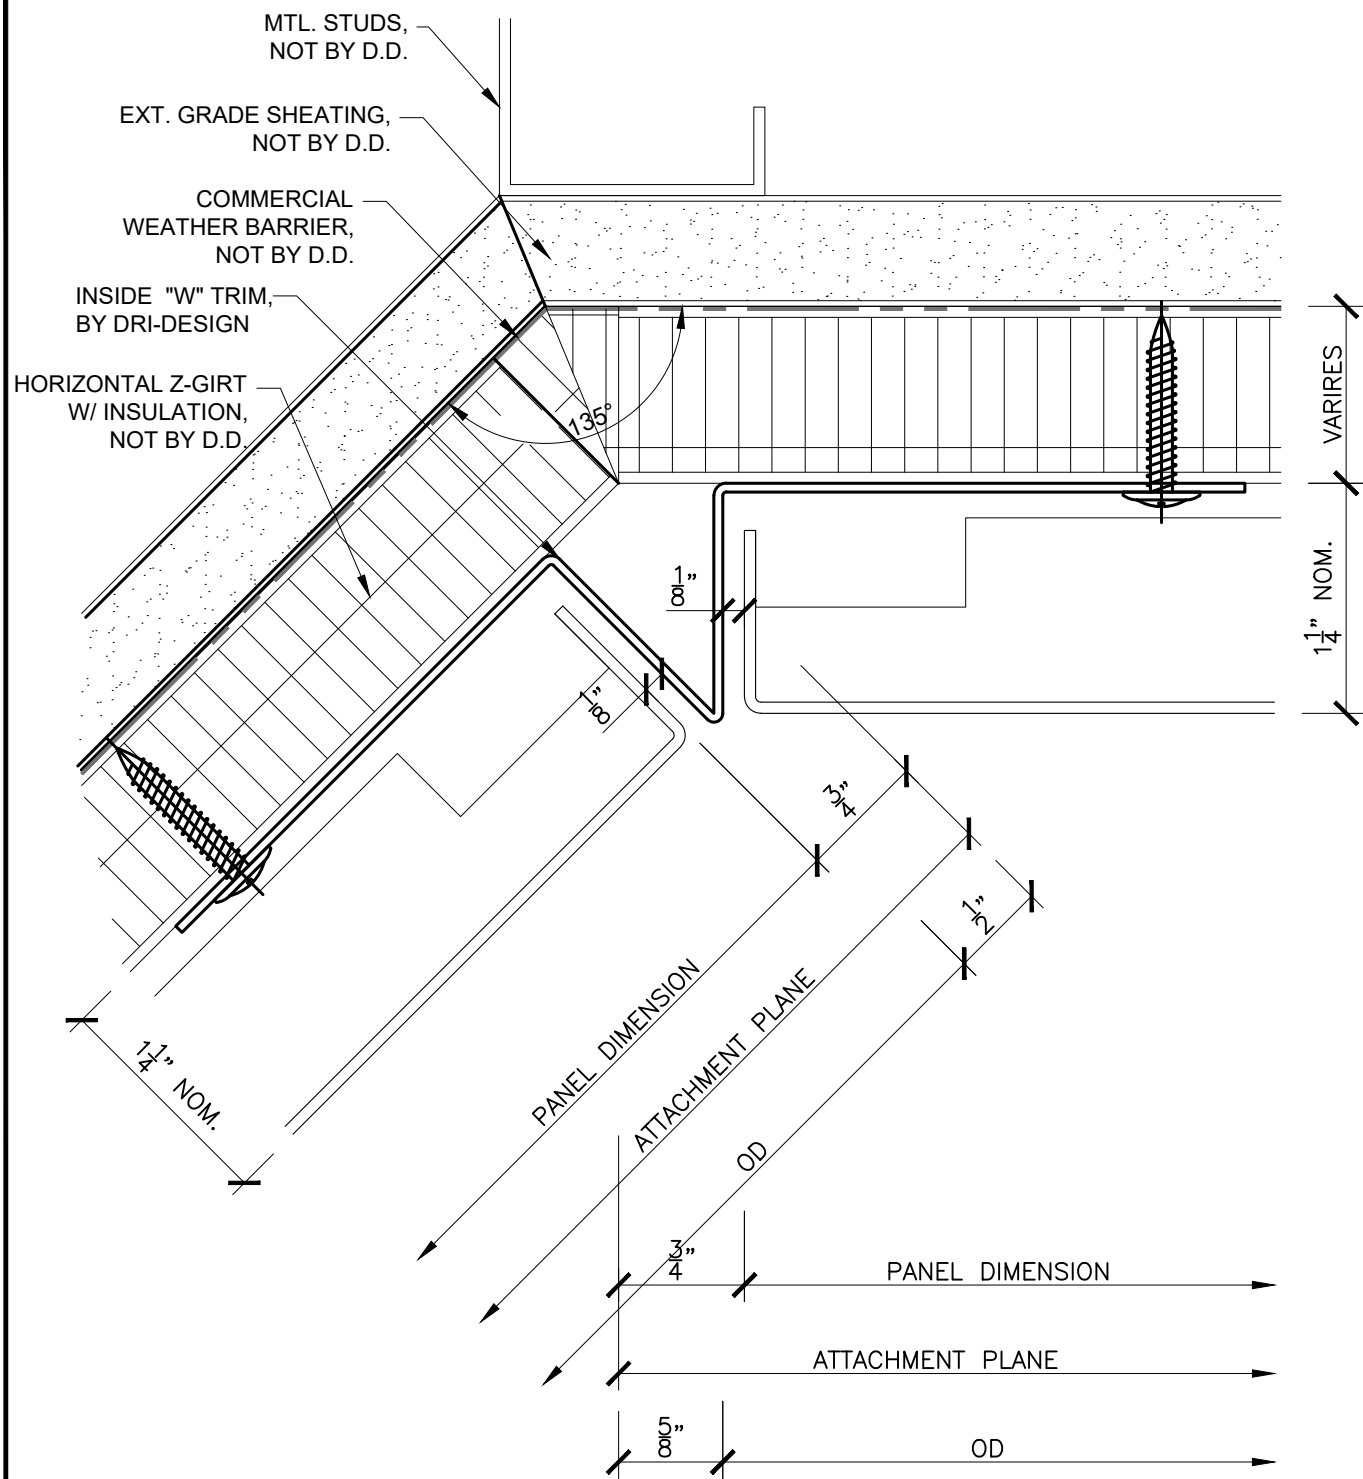 MTL. STUDS,
NOT BY D.D.
EXT. GRADE SHEATING,
NOT BY D.D.
COMMERCIAL
WEATHER BARRIER,
NOT BY D.D.
INSIDE "W" TRIM,
BY DRI-DESIGN
HORIZONTAL Z-GIRT
W/ INSULATION,
NOT BY D.D.
135°
VARIRES
1/8"
1 1/4" NOM.
1/8"
3/4"
1/2"
1 1/4" NOM.
PANEL DIMENSION
ATTACHMENT PLANE
OD
3/4"
PANEL DIMENSION
ATTACHMENT PLANE
5/8"
OD